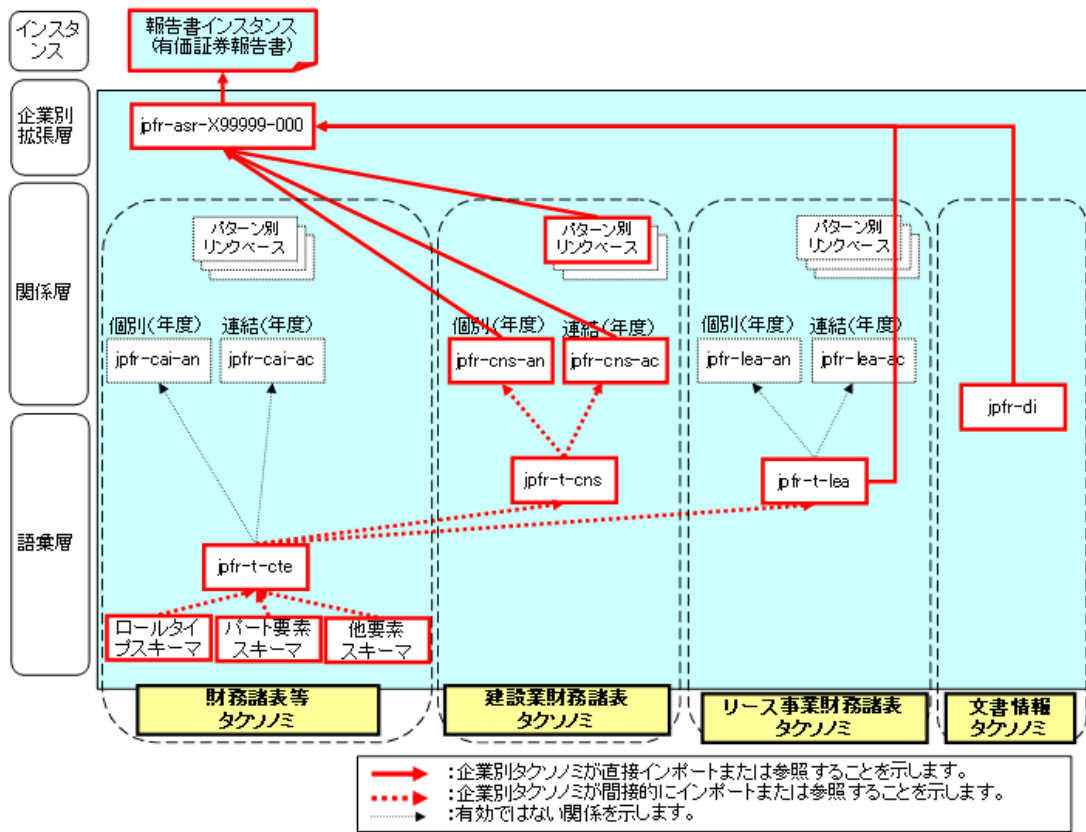 インスタ
ンス
報告書インスタンス
(有価証券報告書)
企業別
拡張層
jpfr-asr-X99999-000
関係層
パターン別
リンクベース
パターン別
リンクベース
パターン別
リンクベース
個別(年度)
連結(年度)
個別(年度)
連結(年度)
個別(年度)
連結(年度)
jpfr-cai-an
jpfr-cai-ac
jpfr-cns-an
jpfr-cns-ac
jpfr-lea-an
jpfr-lea-ac
jpfr-di
語彙層
jpfr-t-cns
jpfr-t-lea
jpfr-t-cte
ロールタイ
プスキーマ
パート要素
スキーマ
他要素
スキーマ
財務諸表等
タクソノミ
建設業財務諸表
タクソノミ
リース事業財務諸表
タクソノミ
文書情報
タクソノミ
:企業別タクソノミが直接インポートまたは参照することを示します。
:企業別タクソノミが間接的にインポートまたは参照することを示します。
:有効ではない関係を示します。